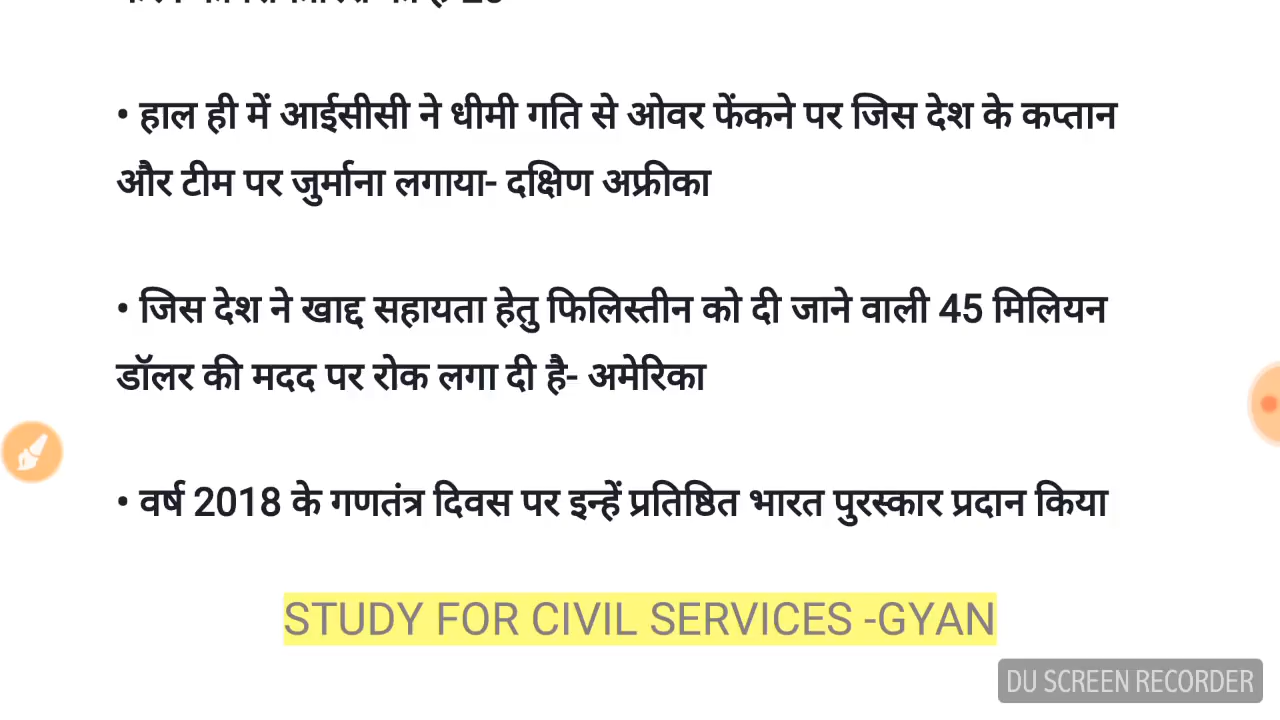 • हाल ही में आईसीसी ने धीमी गति से ओवर फेंकने पर जिस देश के कप्तान
और टीम पर जुर्माना लगाया- दक्षिण अफ्रीका
• जिस देश ने खाद्द सहायता हेतु फिलिस्तीन को दी जाने वाली 45 मिलियन
डॉलर की मदद पर रोक लगा दी है- अमेरिका
• वर्ष 2018 के गणतंत्र दिवस पर इन्हें प्रतिष्ठित भारत पुरस्कार प्रदान किया
STUDY FOR CIVIL SERVICES -GYAN
DU SCREEN RECORDER